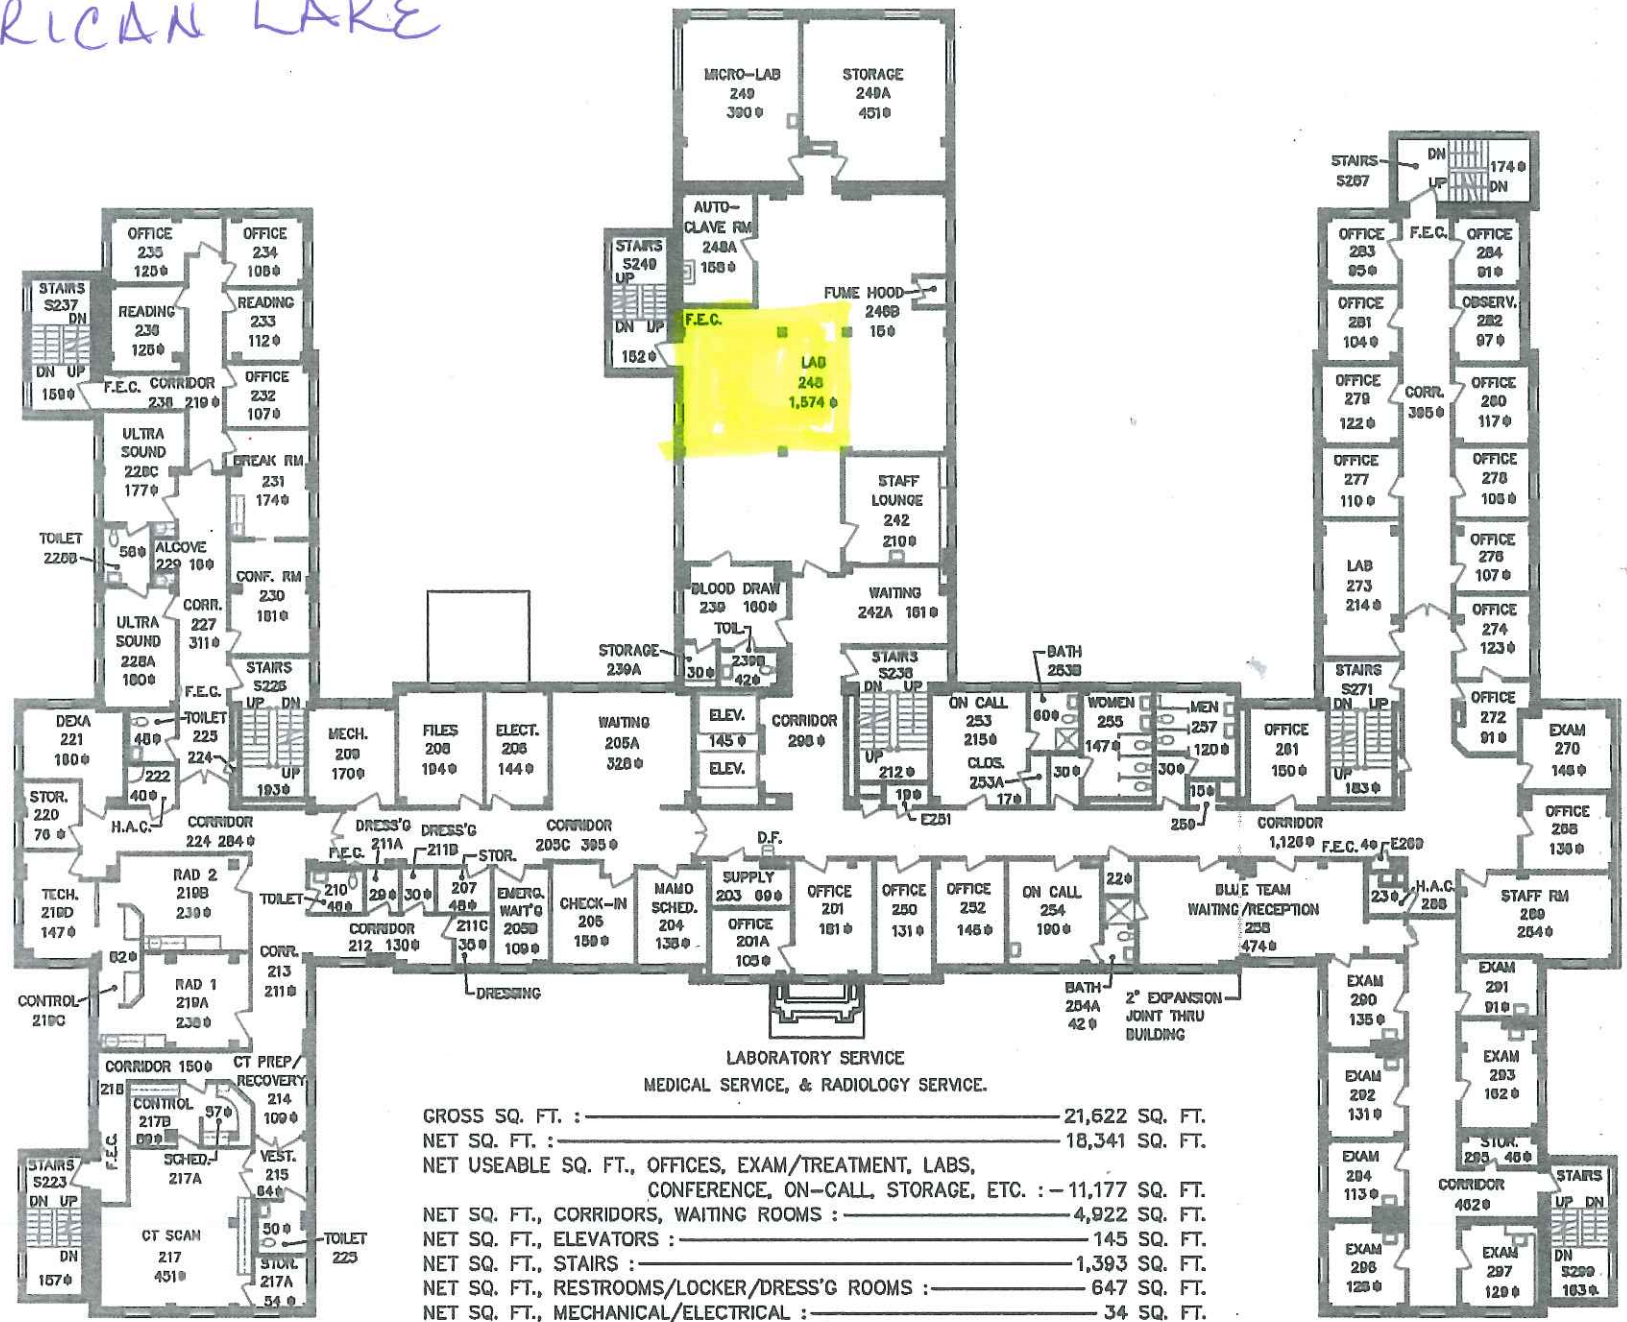 RICAN LAKE
MICRO-LAB
249
390⌀
STORAGE
249A
451⌀
STAIRS
S267
DN
UP
DN
174⌀
AUTO-
CLAVE RM
248A
158⌀
STAIRS
S249
UP
DN UP
152⌀
F.E.C.
FUME HOOD
248B
15⌀
LAB
248
1,574⌀
STAFF
LOUNGE
242
210⌀
BLOOD DRAW
239 160⌀
WAITING
242A 161⌀
TOIL.
239B
42⌀
STORAGE
239A
30⌀
OFFICE
235
125⌀
OFFICE
234
108⌀
STAIRS
S237
DN
DN UP
159⌀
READING
236
125⌀
READING
233
112⌀
F.E.C. CORRIDOR
238 219⌀
OFFICE
232
107⌀
ULTRA
SOUND
228C
177⌀
BREAK RM
231
174⌀
TOILET
228B
56⌀
ALCOVE
229 16⌀
CONF. RM
230
181⌀
ULTRA
SOUND
228A
180⌀
CORR.
227
311⌀
F.E.C.
STAIRS
S226
UP DN
UP
193⌀
DEXA
221
180⌀
TOILET
225
48⌀
224
222
40⌀
H.A.C.
STOR.
220
76⌀
CORRIDOR
224 284⌀
MECH.
209
170⌀
FILES
208
194⌀
ELECT.
206
144⌀
WAITING
205A
328⌀
ELEV.
145⌀
ELEV.
CORRIDOR
298⌀
STAIRS
S238
DN UP
UP
212⌀
19⌀
E251
ON CALL
253
215⌀
CLOS.
253A
17⌀
BATH
253B
60⌀
30⌀
WOMEN
255
147⌀
MEN
257
120⌀
30⌀
15⌀
259
OFFICE
261
150⌀
STAIRS
S271
DN UP
UP
183⌀
OFFICE
283
95⌀
F.E.C.
OFFICE
284
91⌀
OFFICE
281
104⌀
OBSERV.
282
97⌀
OFFICE
279
122⌀
CORR.
395⌀
OFFICE
280
117⌀
OFFICE
277
110⌀
OFFICE
278
105⌀
LAB
273
214⌀
OFFICE
276
107⌀
OFFICE
274
123⌀
OFFICE
272
91⌀
EXAM
270
146⌀
OFFICE
268
136⌀
STAFF RM
269
264⌀
TECH.
219D
147⌀
RAD 2
219B
239⌀
62⌀
RAD 1
219A
238⌀
CONTROL
219C
CORR.
213
211⌀
F.E.C.
TOILET
210
46⌀
DRESS'G
211A
29⌀
DRESS'G
211B
30⌀
STOR.
207
48⌀
CORRIDOR
212 130⌀
211C
36⌀
DRESSING
CORRIDOR
205C 395⌀
EMERG.
WAIT'G
205B
109⌀
CHECK-IN
205
159⌀
MAMO
SCHED.
204
138⌀
D.F.
SUPPLY
203 69⌀
OFFICE
201A
105⌀
OFFICE
201
181⌀
OFFICE
250
131⌀
OFFICE
252
146⌀
ON CALL
254
190⌀
22⌀
BATH
254A
42⌀
BLUE TEAM
WAITING/RECEPTION
258
474⌀
2" EXPANSION
JOINT THRU
BUILDING
CORRIDOR
1,126⌀
F.E.C. 4⌀ E260
23⌀
H.A.C.
288
EXAM
290
135⌀
EXAM
291
91⌀
EXAM
292
131⌀
EXAM
293
162⌀
EXAM
294
113⌀
STOR.
295 46⌀
CORRIDOR
462⌀
EXAM
296
125⌀
EXAM
297
129⌀
STAIRS
UP DN
DN
S299
163⌀
CORRIDOR 150⌀
218
CONTROL
217B
89⌀
57⌀
CT PREP/
RECOVERY
214
109⌀
SCHED.
217A
VEST.
215
64⌀
F.E.C.
STAIRS
S223
DN UP
DN
157⌀
CT SCAN
217
451⌀
50⌀
TOILET
225
STOR.
217A
54⌀
LABORATORY SERVICE
MEDICAL SERVICE, & RADIOLOGY SERVICE.
GROSS SQ. FT. : 21,622 SQ. FT.
NET SQ. FT. : 18,341 SQ. FT.
NET USEABLE SQ. FT., OFFICES, EXAM/TREATMENT, LABS,
CONFERENCE, ON-CALL, STORAGE, ETC. : 11,177 SQ. FT.
NET SQ. FT., CORRIDORS, WAITING ROOMS : 4,922 SQ. FT.
NET SQ. FT., ELEVATORS : 145 SQ. FT.
NET SQ. FT., STAIRS : 1,393 SQ. FT.
NET SQ. FT., RESTROOMS/LOCKER/DRESS'G ROOMS : 647 SQ. FT.
NET SQ. FT., MECHANICAL/ELECTRICAL : 34 SQ. FT.